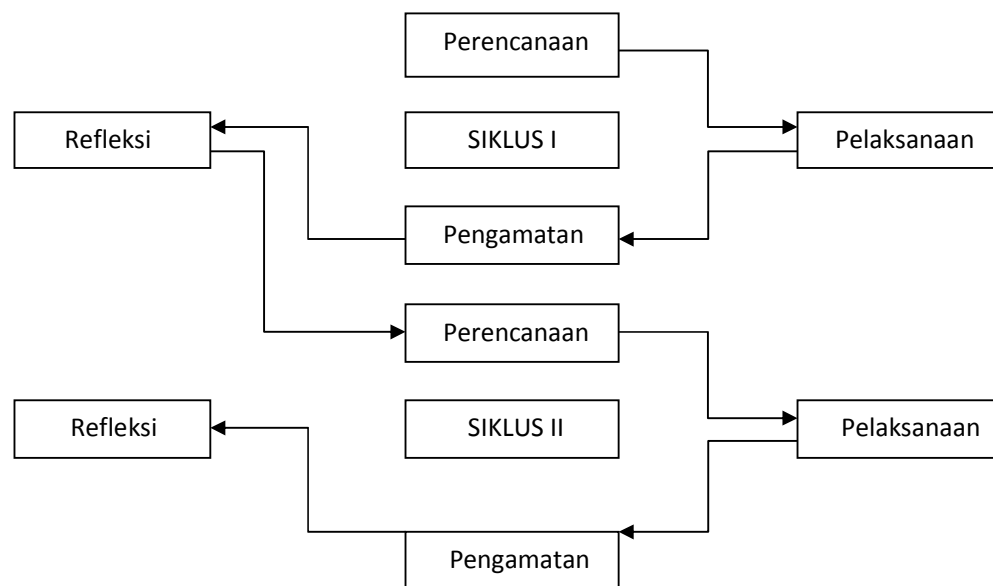 Perencanaan
Refleksi
SIKLUS I
Pelaksanaan
Pengamatan
Perencanaan
Refleksi
SIKLUS II
Pelaksanaan
Pengamatan